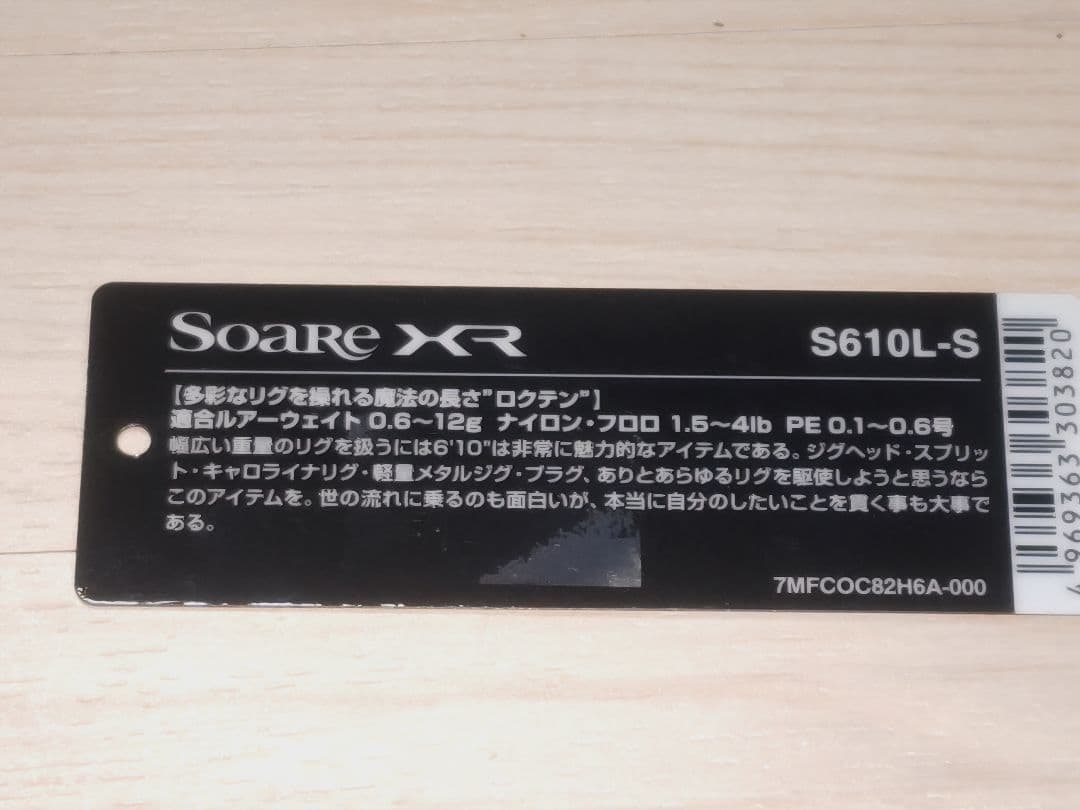 SOARE XR S610L-S
【多彩なリグを操れる魔法の長さ"ロクテン"】
適合ルアーウェイト 0.6～12g ナイロン・フロロ 1.5～4lb PE 0.1～0.6号
幅広い重量のリグを扱うには6'10"は非常に魅力的なアイテムである。ジグヘッド・スプリッ
ト・キャロライナリグ・軽量メタルジグ・プラグ、ありとあらゆるリグを駆使しようと思うなら
このアイテムを。世の流れに乗るのも面白いが、本当に自分のしたいことを貫く事も大事で
ある。
7MFCOC82H6A-000
4 969363 303820